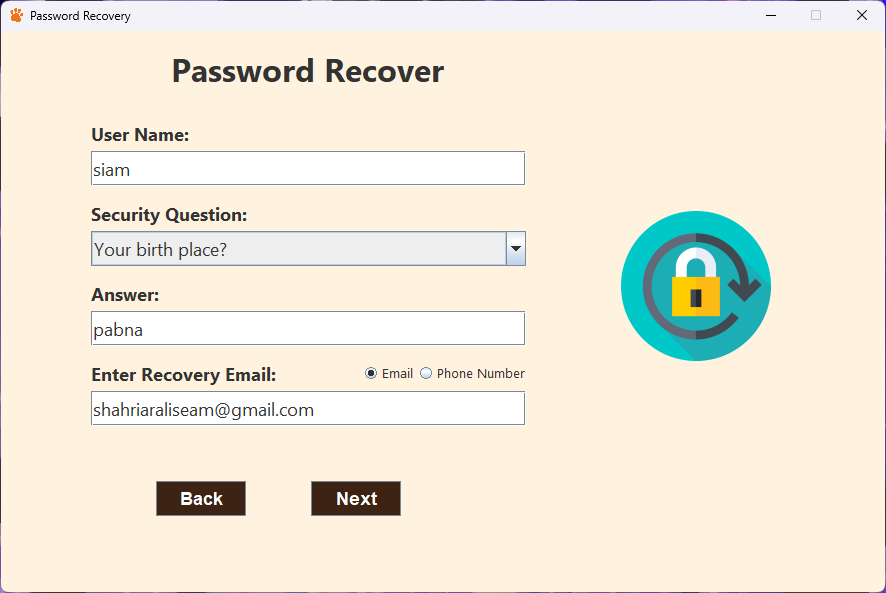 Password Recovery
Password Recover
User Name:
siam
Security Question:
Your birth place?
Answer:
pabna
Enter Recovery Email: Email Phone Number
shahriaraliseam@gmail.com
Back Next